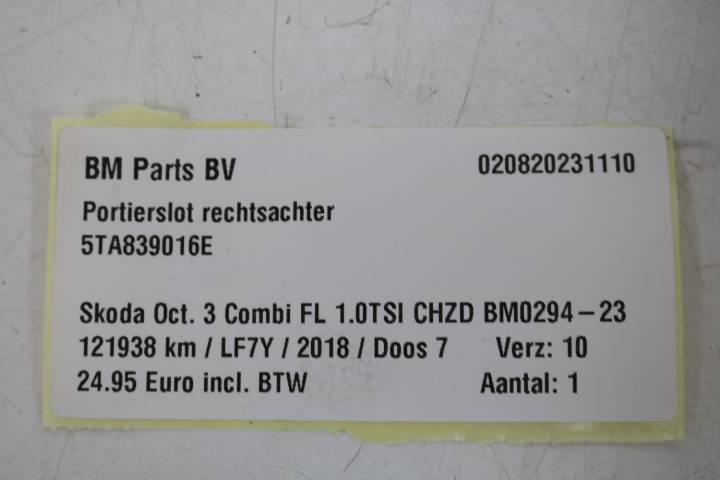 BM Parts BV 020820231110
Portierslot rechtsachter
5TA839016E
Skoda Oct. 3 Combi FL 1.0TSI CHZD BM0294-23
121938 km / LF7Y / 2018 / Doos 7 Verz: 10
24.95 Euro incl. BTW Aantal: 1